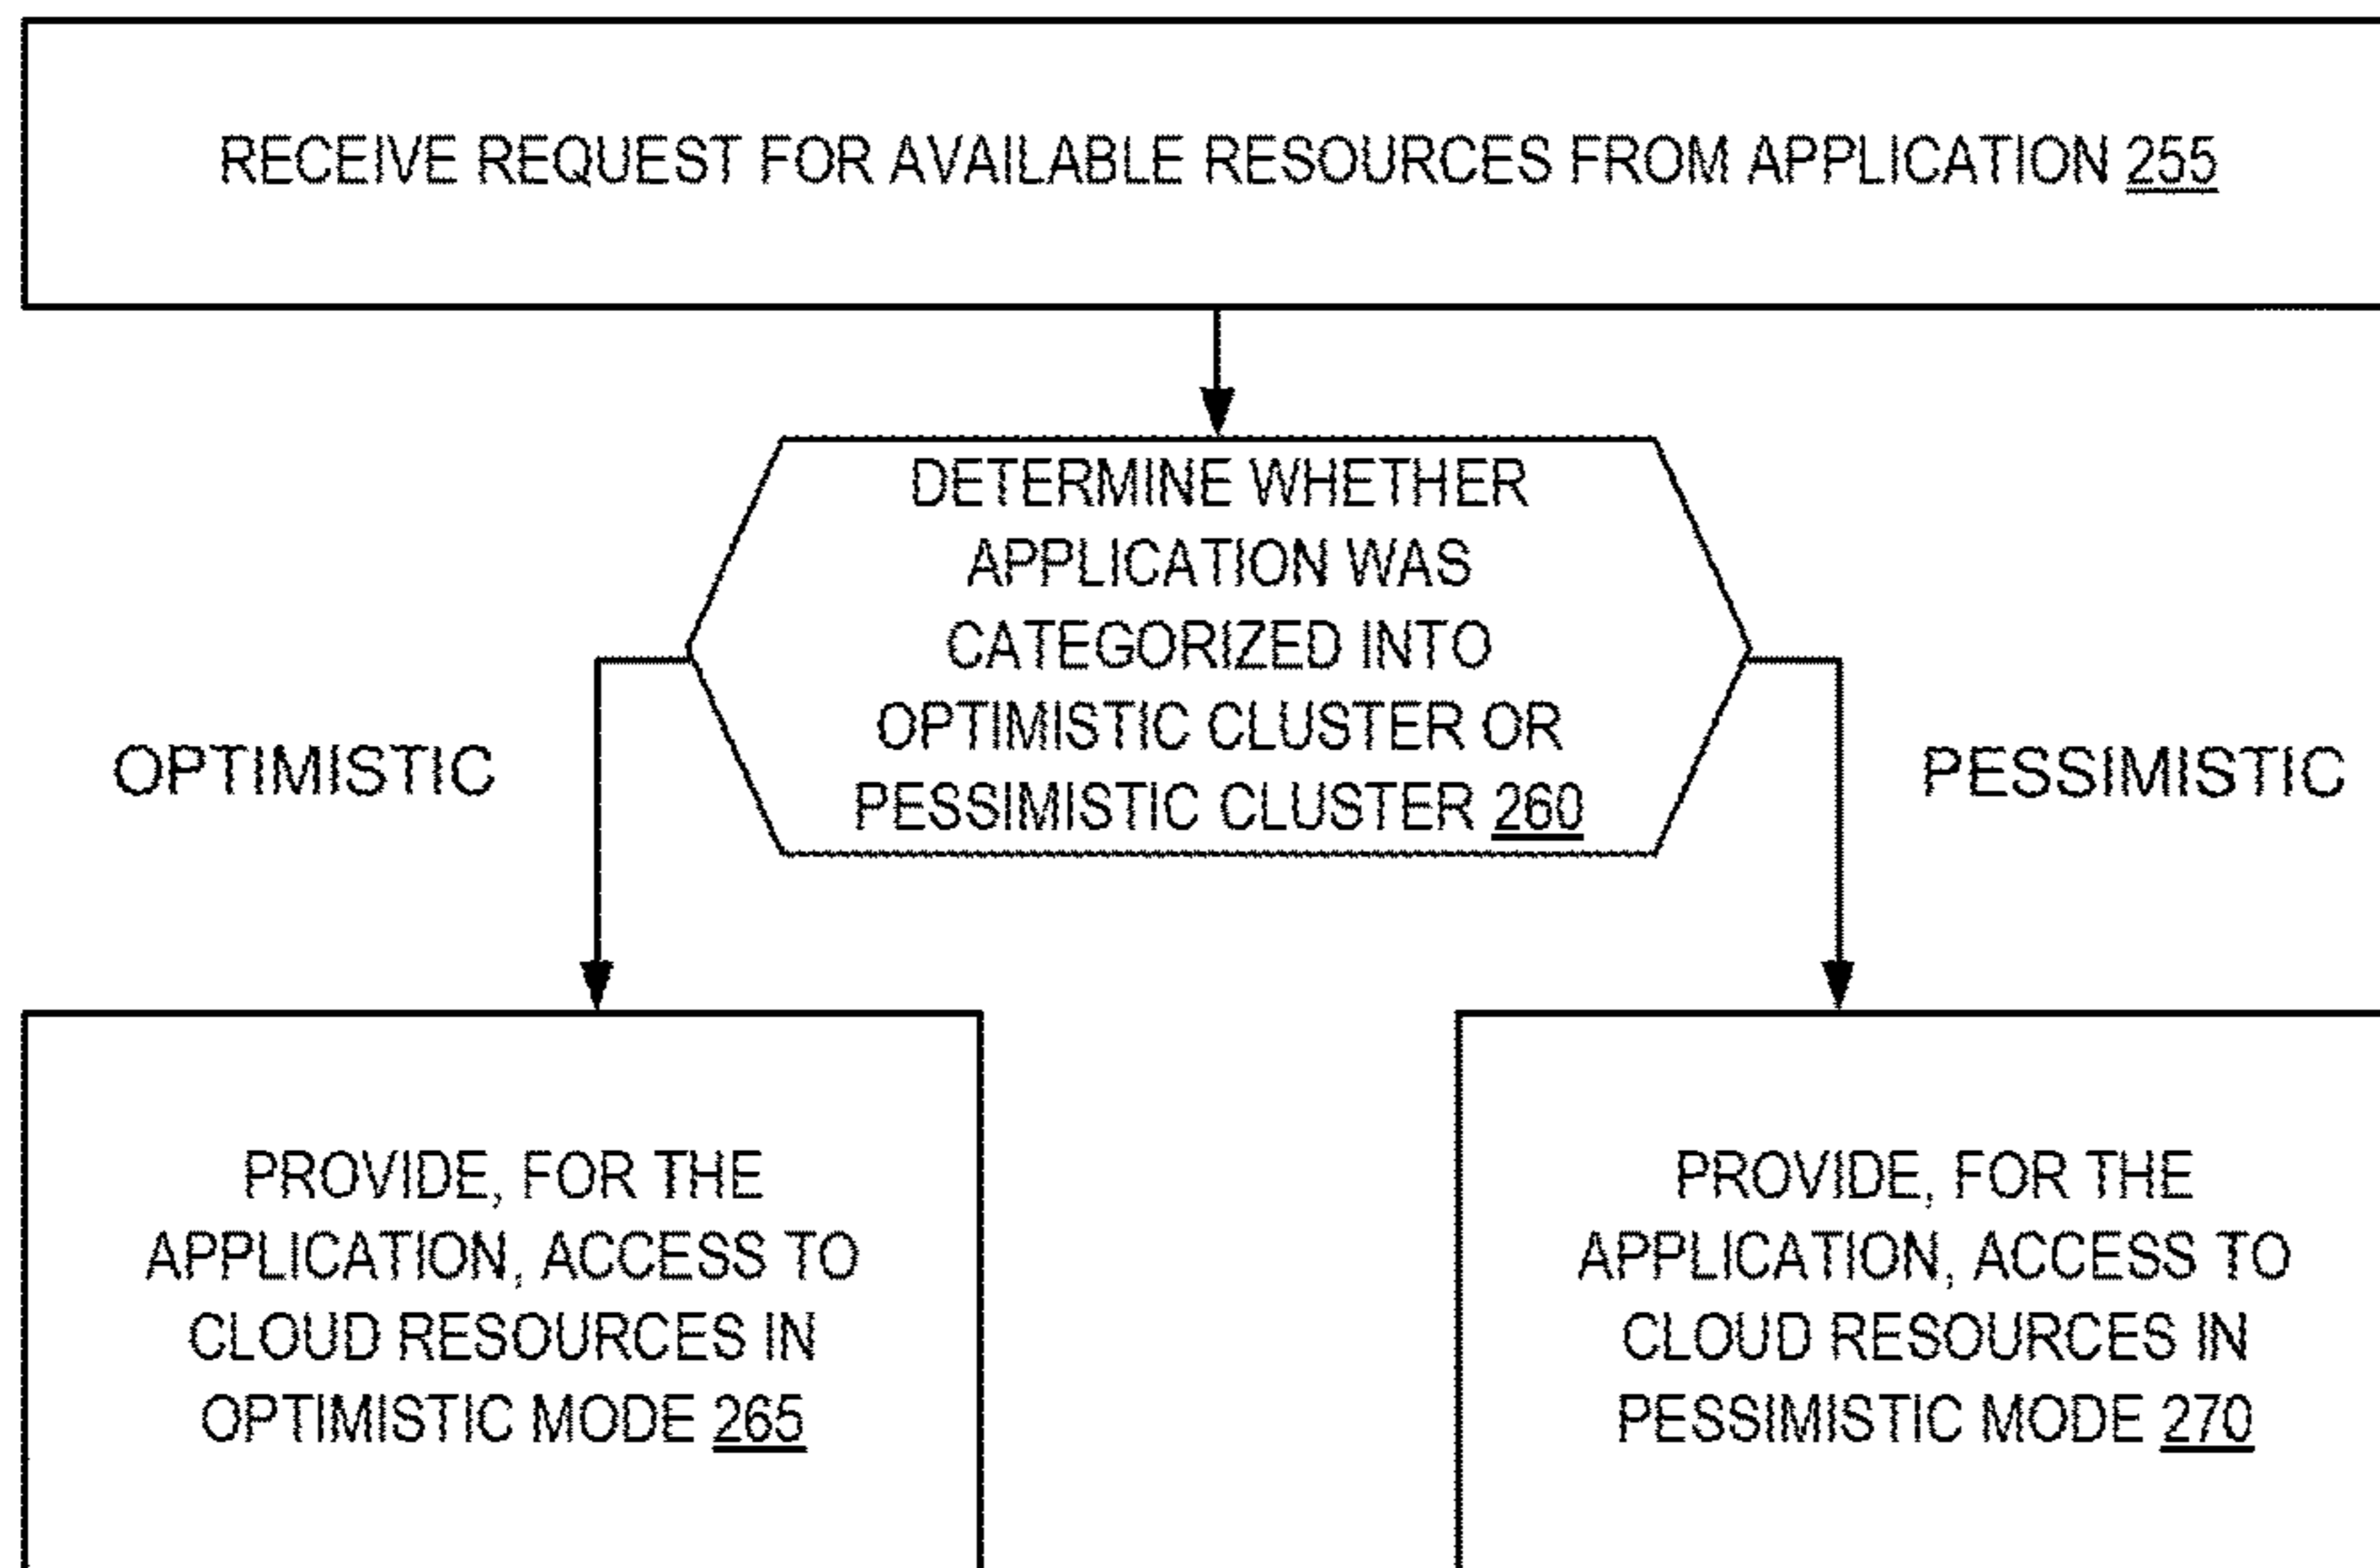 RECEIVE REQUEST FOR AVAILABLE RESOURCES FROM APPLICATION 255
DETERMINE WHETHER
APPLICATION WAS
CATEGORIZED INTO
OPTIMISTIC CLUSTER OR
PESSIMISTIC CLUSTER 260
OPTIMISTIC
PESSIMISTIC
PROVIDE, FOR THE
APPLICATION, ACCESS TO
CLOUD RESOURCES IN
OPTIMISTIC MODE 265
PROVIDE, FOR THE
APPLICATION, ACCESS TO
CLOUD RESOURCES IN
PESSIMISTIC MODE 270